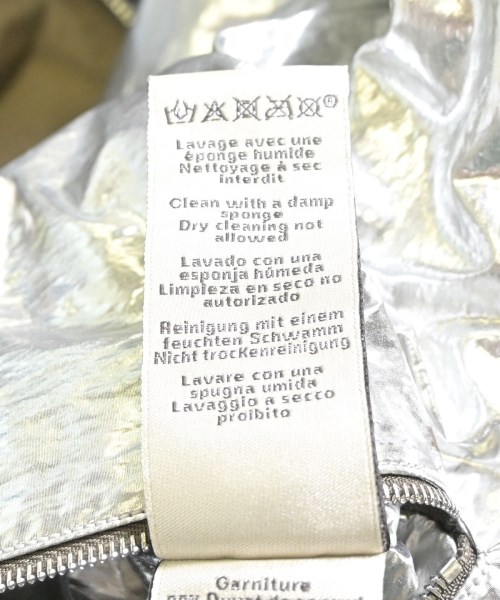 Lavage avec une
éponge humide
Nettoyage à sec
interdit
Clean with a damp
sponge
Dry cleaning not
allowed
Lavado con una
esponja húmeda
Limpieza en seco no
autorizado
Reinigung mit einem
feuchten Schwamm
Nicht trockenreinigung
Lavare con una
spugna umida
Lavaggio a secco
proibito
Garniture